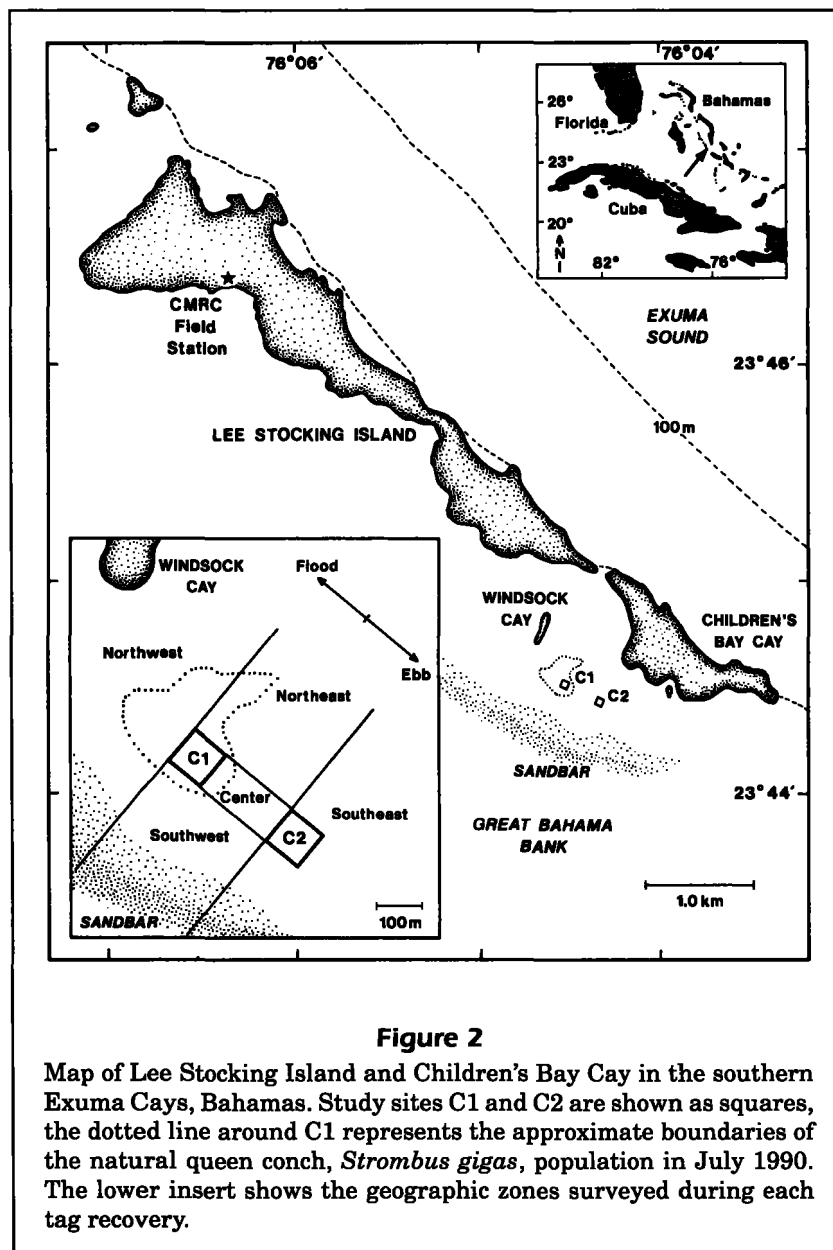 76°06′
76°04′
26°
Bahamas
Florida
23°
Cuba
20°
N
82°
76°
CMRC
Field
Station
EXUMA
SOUND
23°46′
LEE STOCKING ISLAND
100m
WINDSOCK
CAY
Flood
Northwest
Ebb
Northeast
C1
Center
Southeast
Southwest
C2
100m
SANDBAR
WINDSOCK
CAY
CHILDREN'S
BAY CAY
C1
C2
SANDBAR
23°44′
GREAT BAHAMA
BANK
1.0 km
Figure 2
Map of Lee Stocking Island and Children's Bay Cay in the southern
Exuma Cays, Bahamas. Study sites C1 and C2 are shown as squares,
the dotted line around C1 represents the approximate boundaries of
the natural queen conch, Strombus gigas, population in July 1990.
The lower insert shows the geographic zones surveyed during each
tag recovery.